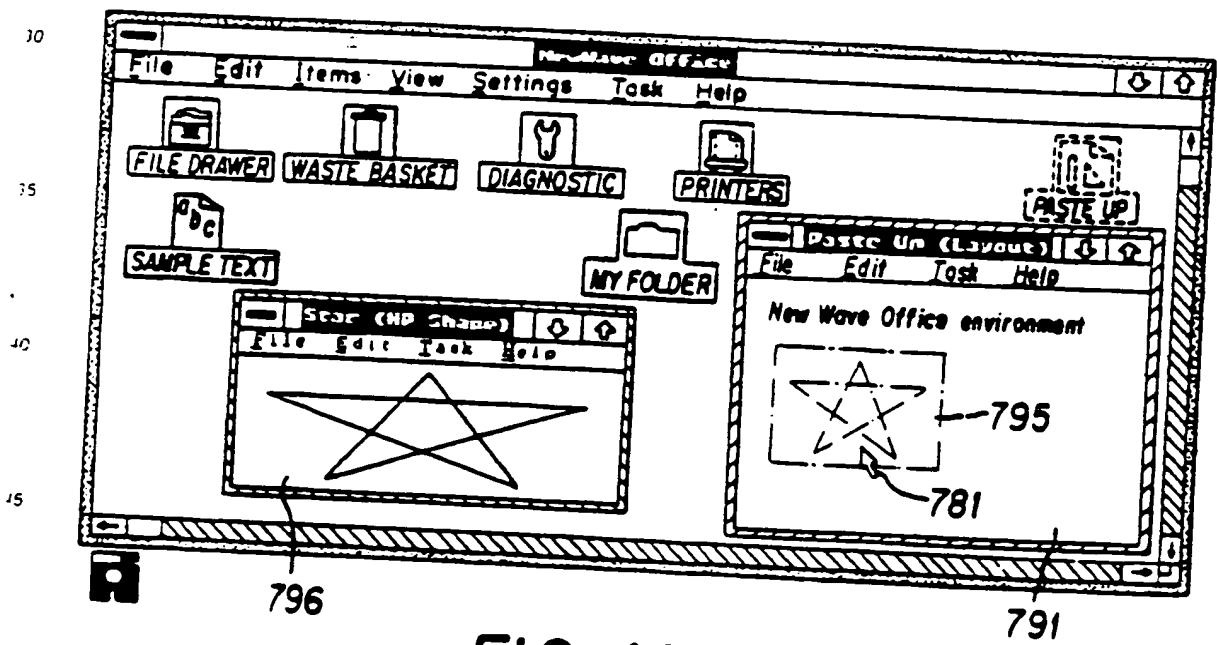 30
NewWave Office
File Edit Items View Settings Task Help
FILE DRAWER WASTE BASKET DIAGNOSTIC PRINTERS PASTE UP
35
abc
SAMPLE TEXT
MY FOLDER
Paste Up (Layout)
File Edit Task Help
New Wave Office environment
Star (HP Shape)
File Edit Task Help
40
795
781
45
796
791